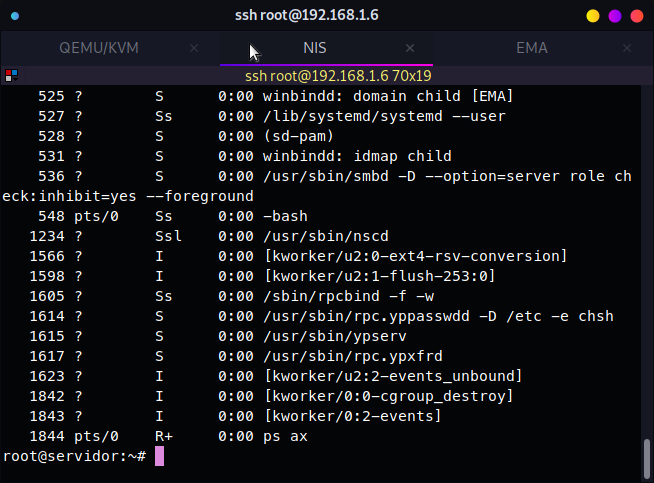 ssh root@192.168.1.6
QEMU/KVM × NIS × EMA ×
ssh root@192.168.1.6 70x19
525 ? S 0:00 winbindd: domain child [EMA]
527 ? Ss 0:00 /lib/systemd/systemd --user
528 ? S 0:00 (sd-pam)
531 ? S 0:00 winbindd: idmap child
536 ? S 0:00 /usr/sbin/smbd -D --option=server role ch
eck:inhibit=yes --foreground
548 pts/0 Ss 0:00 -bash
1234 ? Ssl 0:00 /usr/sbin/nscd
1566 ? I 0:00 [kworker/u2:0-ext4-rsv-conversion]
1598 ? I 0:00 [kworker/u2:1-flush-253:0]
1605 ? Ss 0:00 /sbin/rpcbind -f -w
1614 ? S 0:00 /usr/sbin/rpc.yppasswdd -D /etc -e chsh
1615 ? S 0:00 /usr/sbin/ypserv
1617 ? S 0:00 /usr/sbin/rpc.ypxfrd
1623 ? I 0:00 [kworker/u2:2-events_unbound]
1842 ? I 0:00 [kworker/0:0-cgroup_destroy]
1843 ? I 0:00 [kworker/0:2-events]
1844 pts/0 R+ 0:00 ps ax
root@servidor:~#